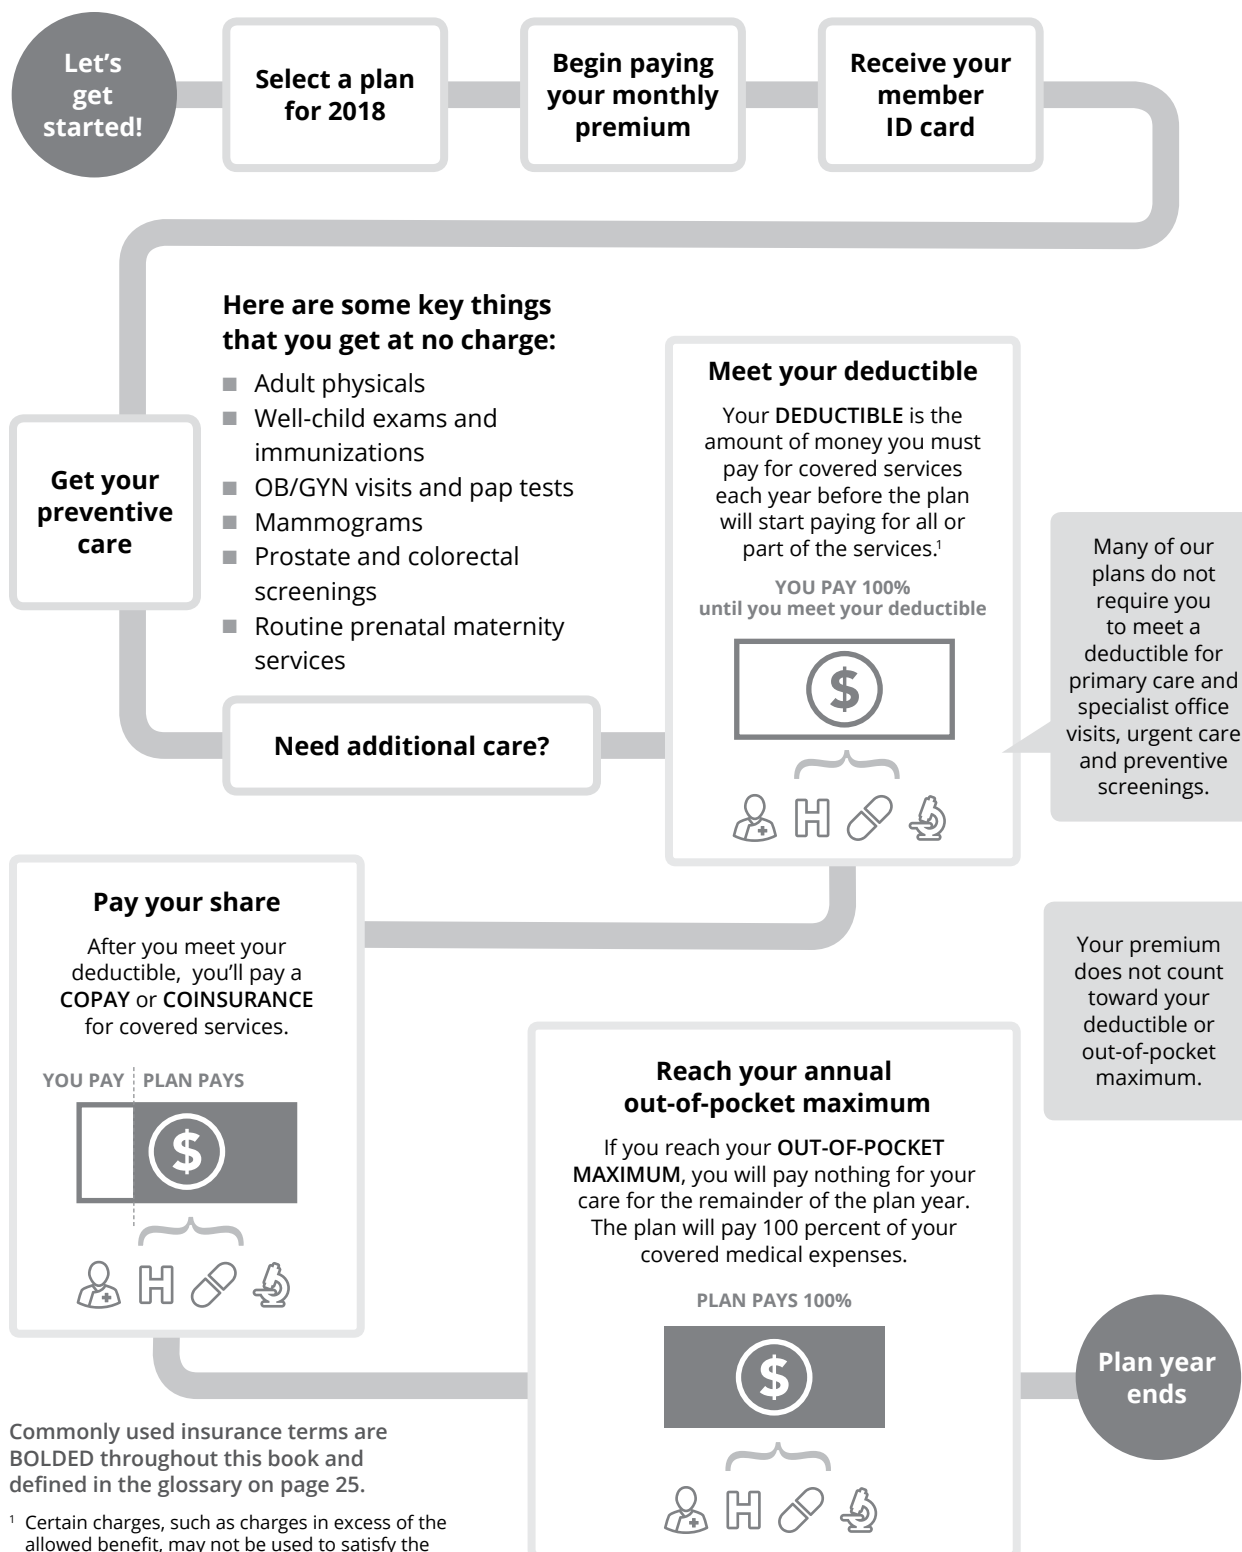 Let's
get
started!
Select a plan
for 2018
Begin paying
your monthly
premium
Receive your
member
ID card
Get your
preventive
care
Here are some key things
that you get at no charge:
■ Adult physicals
■ Well-child exams and
immunizations
■ OB/GYN visits and pap tests
■ Mammograms
■ Prostate and colorectal
screenings
■ Routine prenatal maternity
services
Need additional care?
Meet your deductible
Your DEDUCTIBLE is the
amount of money you must
pay for covered services
each year before the plan
will start paying for all or
part of the services.¹
YOU PAY 100%
until you meet your deductible
$
H
Many of our
plans do not
require you
to meet a
deductible for
primary care and
specialist office
visits, urgent care
and preventive
screenings.
Pay your share
After you meet your
deductible, you'll pay a
COPAY or COINSURANCE
for covered services.
YOU PAY PLAN PAYS
$
H
Your premium
does not count
toward your
deductible or
out-of-pocket
maximum.
Reach your annual
out-of-pocket maximum
If you reach your OUT-OF-POCKET
MAXIMUM, you will pay nothing for your
care for the remainder of the plan year.
The plan will pay 100 percent of your
covered medical expenses.
PLAN PAYS 100%
$
H
Plan year
ends
Commonly used insurance terms are
BOLDED throughout this book and
defined in the glossary on page 25.
¹ Certain charges, such as charges in excess of the
allowed benefit, may not be used to satisfy the